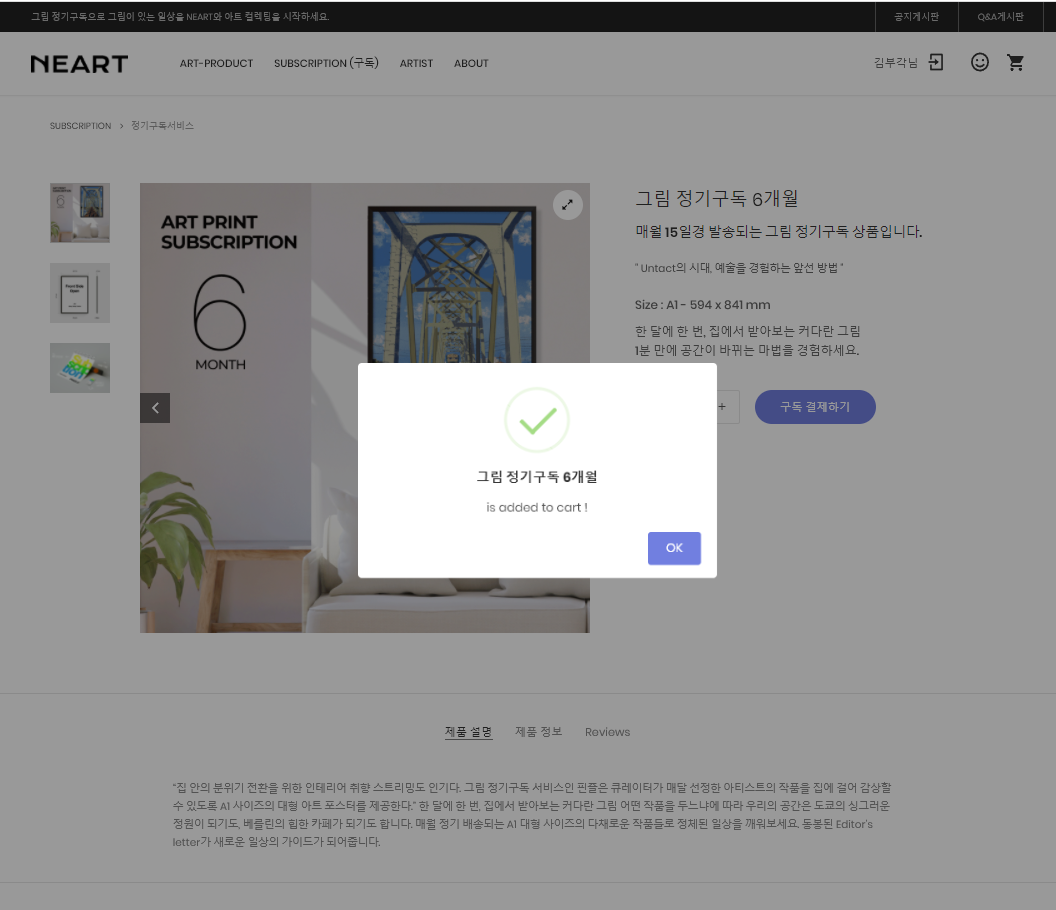 그림 정기구독으로 그림이 있는 일상을 NEART와 아트 컬렉팅을 시작하세요.
공지게시판
Q&A게시판
NEART
ART-PRODUCT
SUBSCRIPTION (구독)
ARTIST
ABOUT
김부각님
SUBSCRIPTION > 정기구독서비스
ART PRINT
SUBSCRIPTION
6
MONTH
그림 정기구독 6개월
매월 15일경 발송되는 그림 정기구독 상품입니다.
" Untact의 시대, 예술을 경험하는 앞선 방법 "
Size : A1 - 594 x 841 mm
한 달에 한 번, 집에서 받아보는 커다란 그림
1분 만에 공간이 바뀌는 마법을 경험하세요.
+
구독 결제하기
그림 정기구독 6개월
is added to cart !
OK
제품 설명
제품 정보
Reviews
"집 안의 분위기 전환을 위한 인테리어 취향 스트리밍도 인기다. 그림 정기구독 서비스인 핀즐은 큐레이터가 매달 선정한 아티스트의 작품을 집에 걸어 감상할
수 있도록 A1 사이즈의 대형 아트 포스터를 제공한다." 한 달에 한 번, 집에서 받아보는 커다란 그림 어떤 작품을 두느냐에 따라 우리의 공간은 도쿄의 싱그러운
정원이 되기도, 베를린의 힙한 카페가 되기도 합니다. 매월 정기 배송되는 A1 대형 사이즈의 다채로운 작품들로 정체된 일상을 깨워보세요. 동봉된 Editor's
letter가 새로운 일상의 가이드가 되어줍니다.